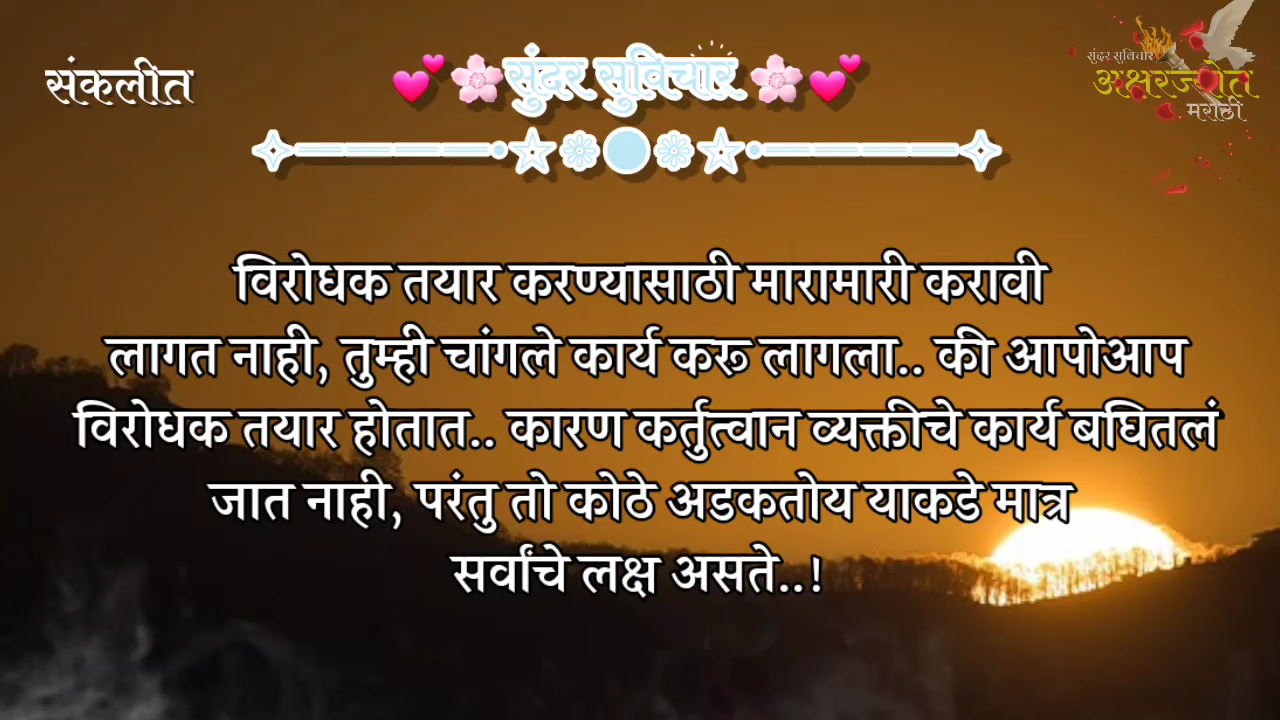 संकलीत
💕🌸सुंदर सुविचार🌸💕
सुंदर सुविचार
अक्षरज्योत
मराठी
विरोधक तयार करण्यासाठी मारामारी करावी
लागत नाही, तुम्ही चांगले कार्य करू लागला.. की आपोआप
विरोधक तयार होतात.. कारण कर्तुत्वान व्यक्तीचे कार्य बघितलं
जात नाही, परंतु तो कोठे अडकतोय याकडे मात्र
सर्वांचे लक्ष असते..!